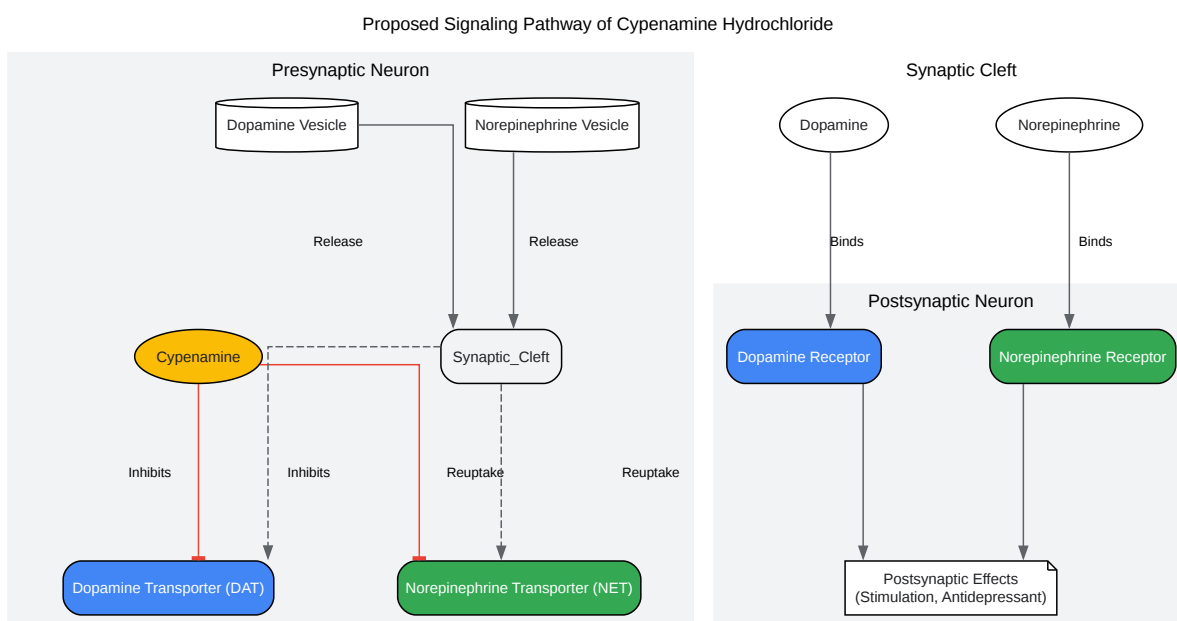 Proposed Signaling Pathway of Cypenamine Hydrochloride
Presynaptic Neuron
Synaptic Cleft
Dopamine Vesicle
Norepinephrine Vesicle
Dopamine
Norepinephrine
Release
Release
Binds
Binds
Postsynaptic Neuron
Cypenamine
Synaptic_Cleft
Dopamine Receptor
Norepinephrine Receptor
Inhibits
Inhibits
Reuptake
Reuptake
Dopamine Transporter (DAT)
Norepinephrine Transporter (NET)
Postsynaptic Effects
(Stimulation, Antidepressant)